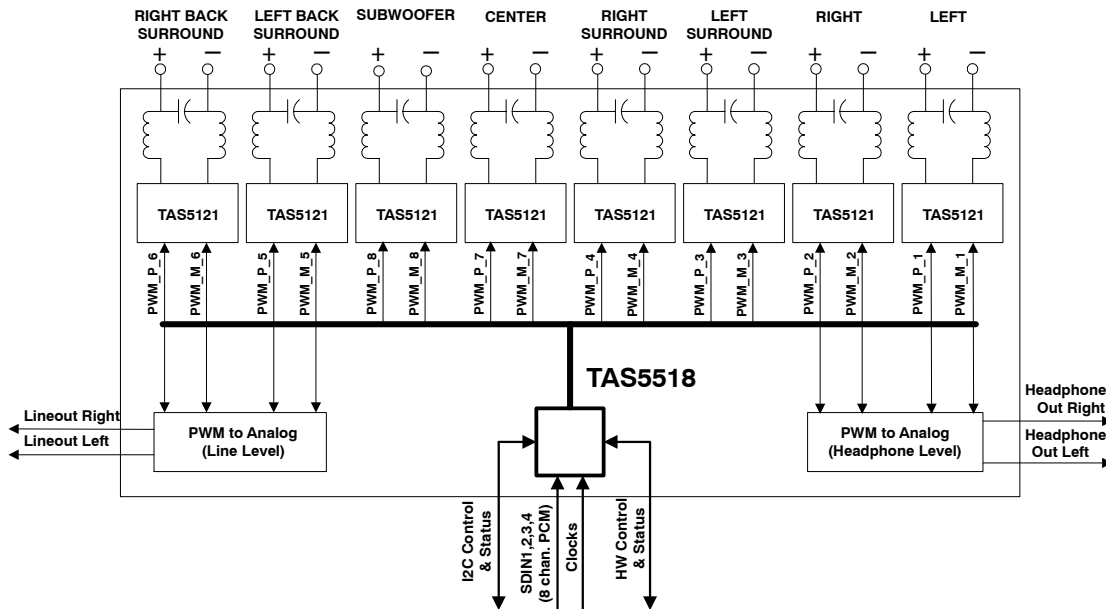 RIGHT BACK
SURROUND
LEFT BACK
SURROUND
SUBWOOFER
CENTER
RIGHT
SURROUND
LEFT
SURROUND
RIGHT
LEFT
+ − + − + − + − + − + − + − + −
TAS5121
TAS5121
TAS5121
TAS5121
TAS5121
TAS5121
TAS5121
TAS5121
PWM_P_6
PWM_M_6
PWM_P_5
PWM_M_5
PWM_P_8
PWM_M_8
PWM_P_7
PWM_M_7
PWM_P_4
PWM_M_4
PWM_P_3
PWM_M_3
PWM_P_2
PWM_M_2
PWM_P_1
PWM_M_1
TAS5518
Lineout Right
Lineout Left
PWM to Analog
(Line Level)
PWM to Analog
(Headphone Level)
Headphone
Out Right
Headphone
Out Left
I2C Control
& Status
SDIN1,2,3,4
(8 chan. PCM)
Clocks
HW Control
& Status